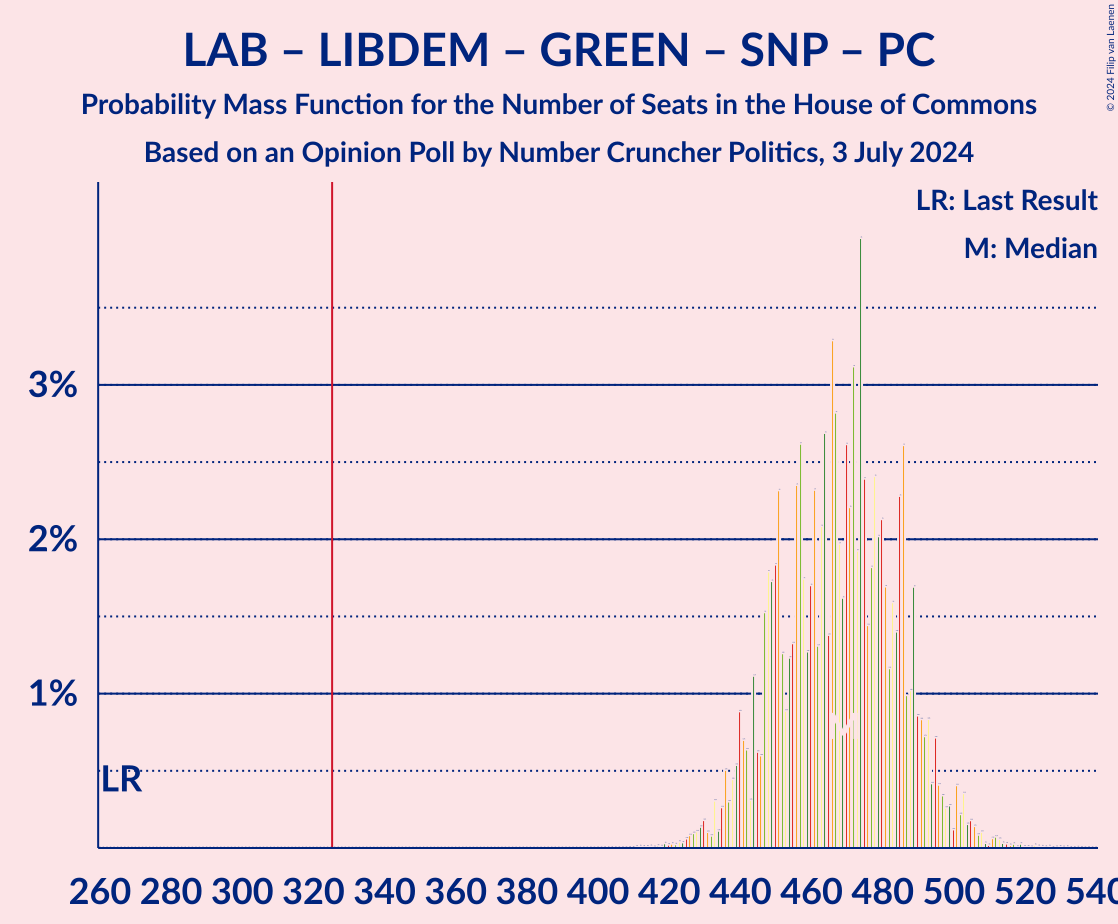 LAB – LIBDEM – GREEN – SNP – PC
Probability Mass Function for the Number of Seats in the House of Commons
Based on an Opinion Poll by Number Cruncher Politics, 3 July 2024
© 2024 Filip van Laenen
LR: Last Result
M: Median
3%
2%
1%
LR
260 280 300 320 340 360 380 400 420 440 460 480 500 520 540